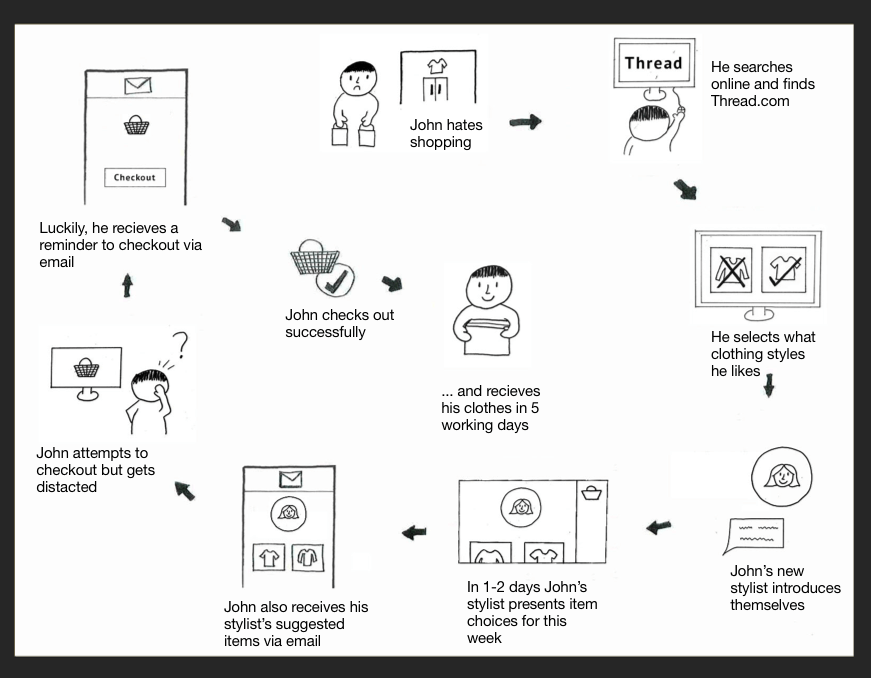 John hates
shopping
Thread
He searches
online and finds
Thread.com
He selects what
clothing styles
he likes
John's new
stylist introduces
themselves
In 1-2 days John's
stylist presents item
choices for this
week
John also receives his
stylist's suggested
items via email
?
John attempts to
checkout but gets
distacted
Checkout
Luckily, he recieves a
reminder to checkout via
email
John checks out
successfully
... and recieves
his clothes in 5
working days